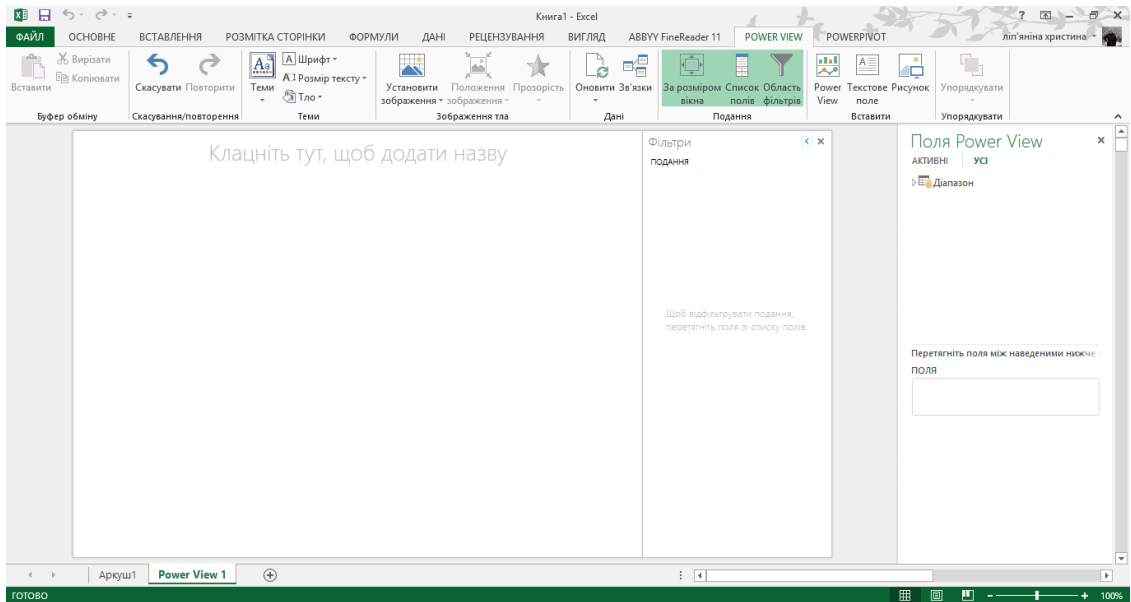 Книга1 - Excel
ФАЙЛ ОСНОВНЕ ВСТАВЛЕННЯ РОЗМІТКА СТОРІНКИ ФОРМУЛИ ДАНІ РЕЦЕНЗУВАННЯ ВИГЛЯД ABBYY FineReader 11 POWER VIEW POWERPIVOT ліп'яніна христина
Вставити
Вирізати
Копіювати
Буфер обміну
Скасувати Повторити
Скасування/повторення
Теми
Шрифт
Розмір тексту
Тло
Теми
Установити зображення
Положення зображення
Прозорість
Зображення тла
Оновити Зв'язки
Дані
За розміром вікна
Список полів
Область фільтрів
Подання
Power View
Текстове поле
Рисунок
Вставити
Упорядкувати
Упорядкувати
Клацніть тут, щоб додати назву
Фільтри
ПОДАННЯ
Щоб відфільтрувати подання,
перетягніть поля зі списку полів.
Поля Power View
АКТИВНІ УСІ
Діапазон
Перетягніть поля між наведеними нижче
ПОЛЯ
Аркуш1 Power View 1
ГОТОВО 100%